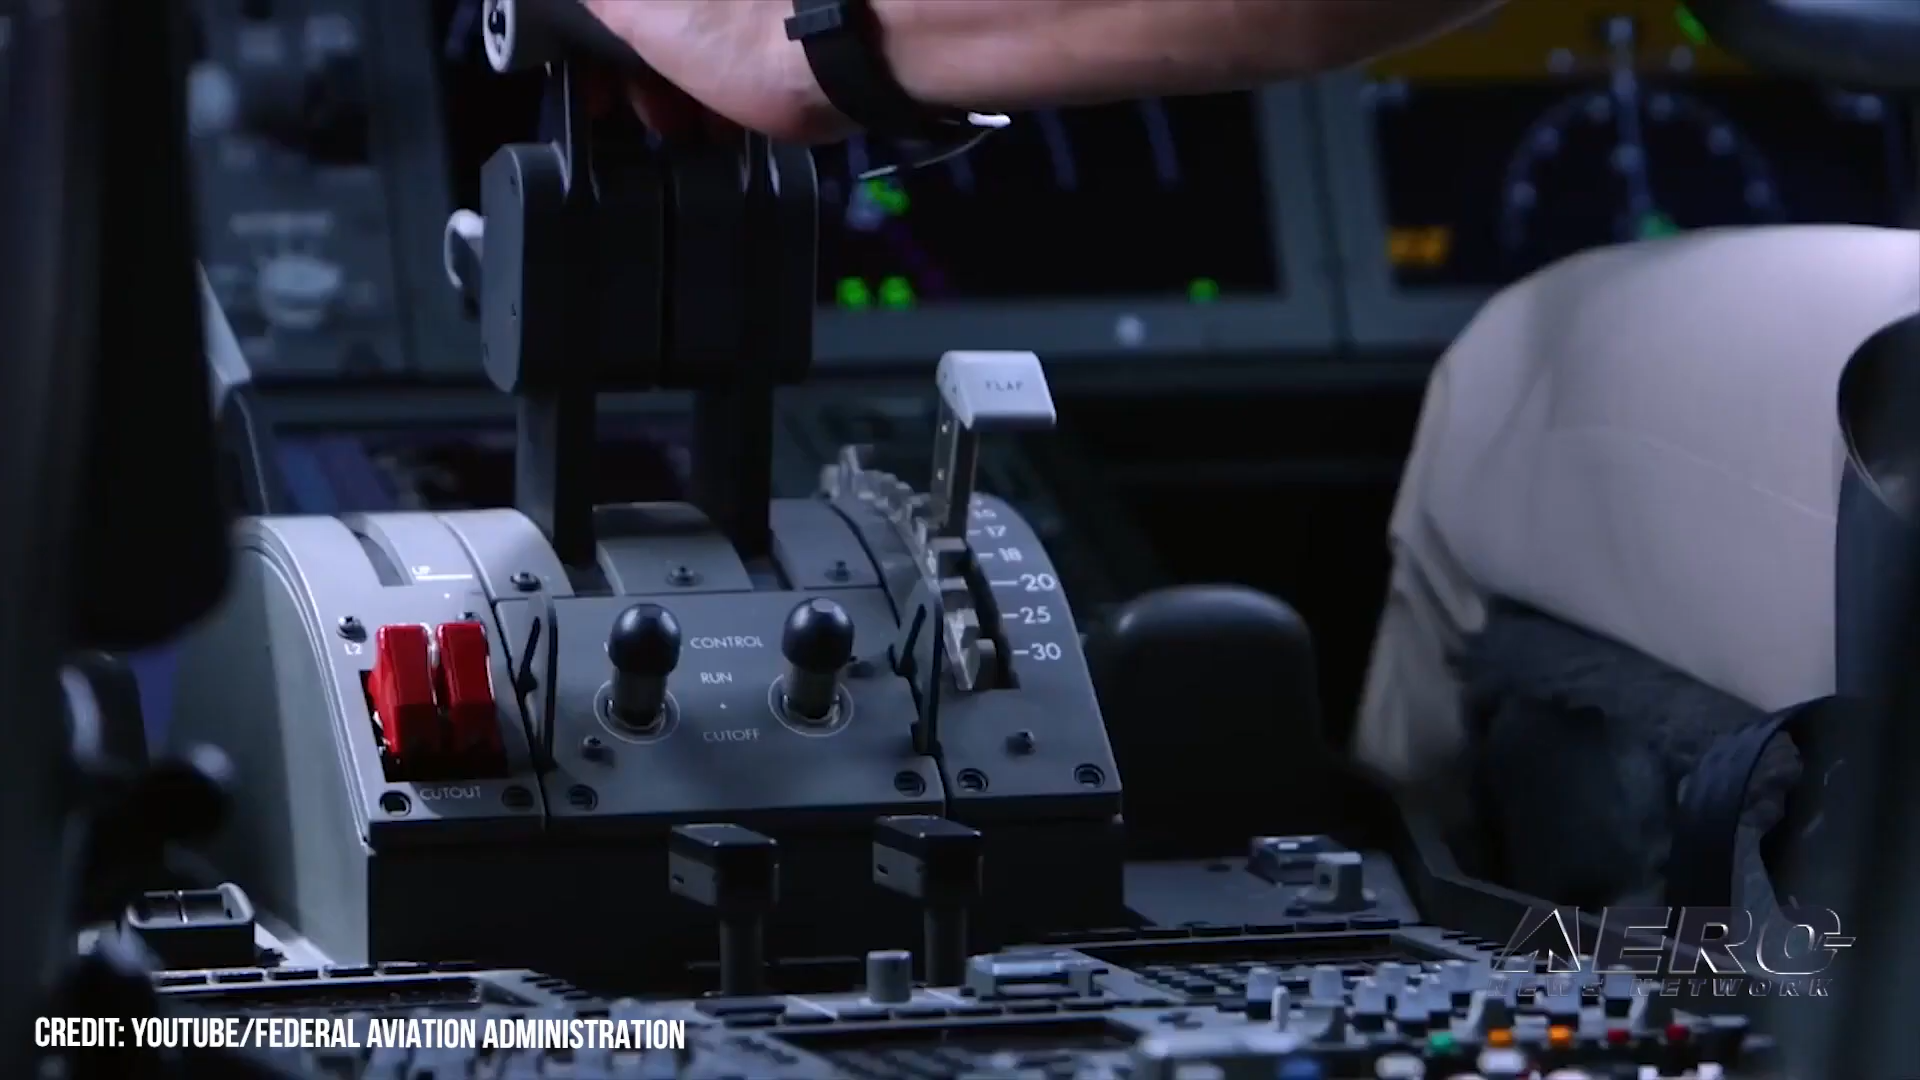 FLAP
UP
16
17
18
20
25
30
L2
CONTROL
RUN
CUTOFF
CUTOUT
AERO
NEWS NETWORK
CREDIT: YOUTUBE/FEDERAL AVIATION ADMINISTRATION